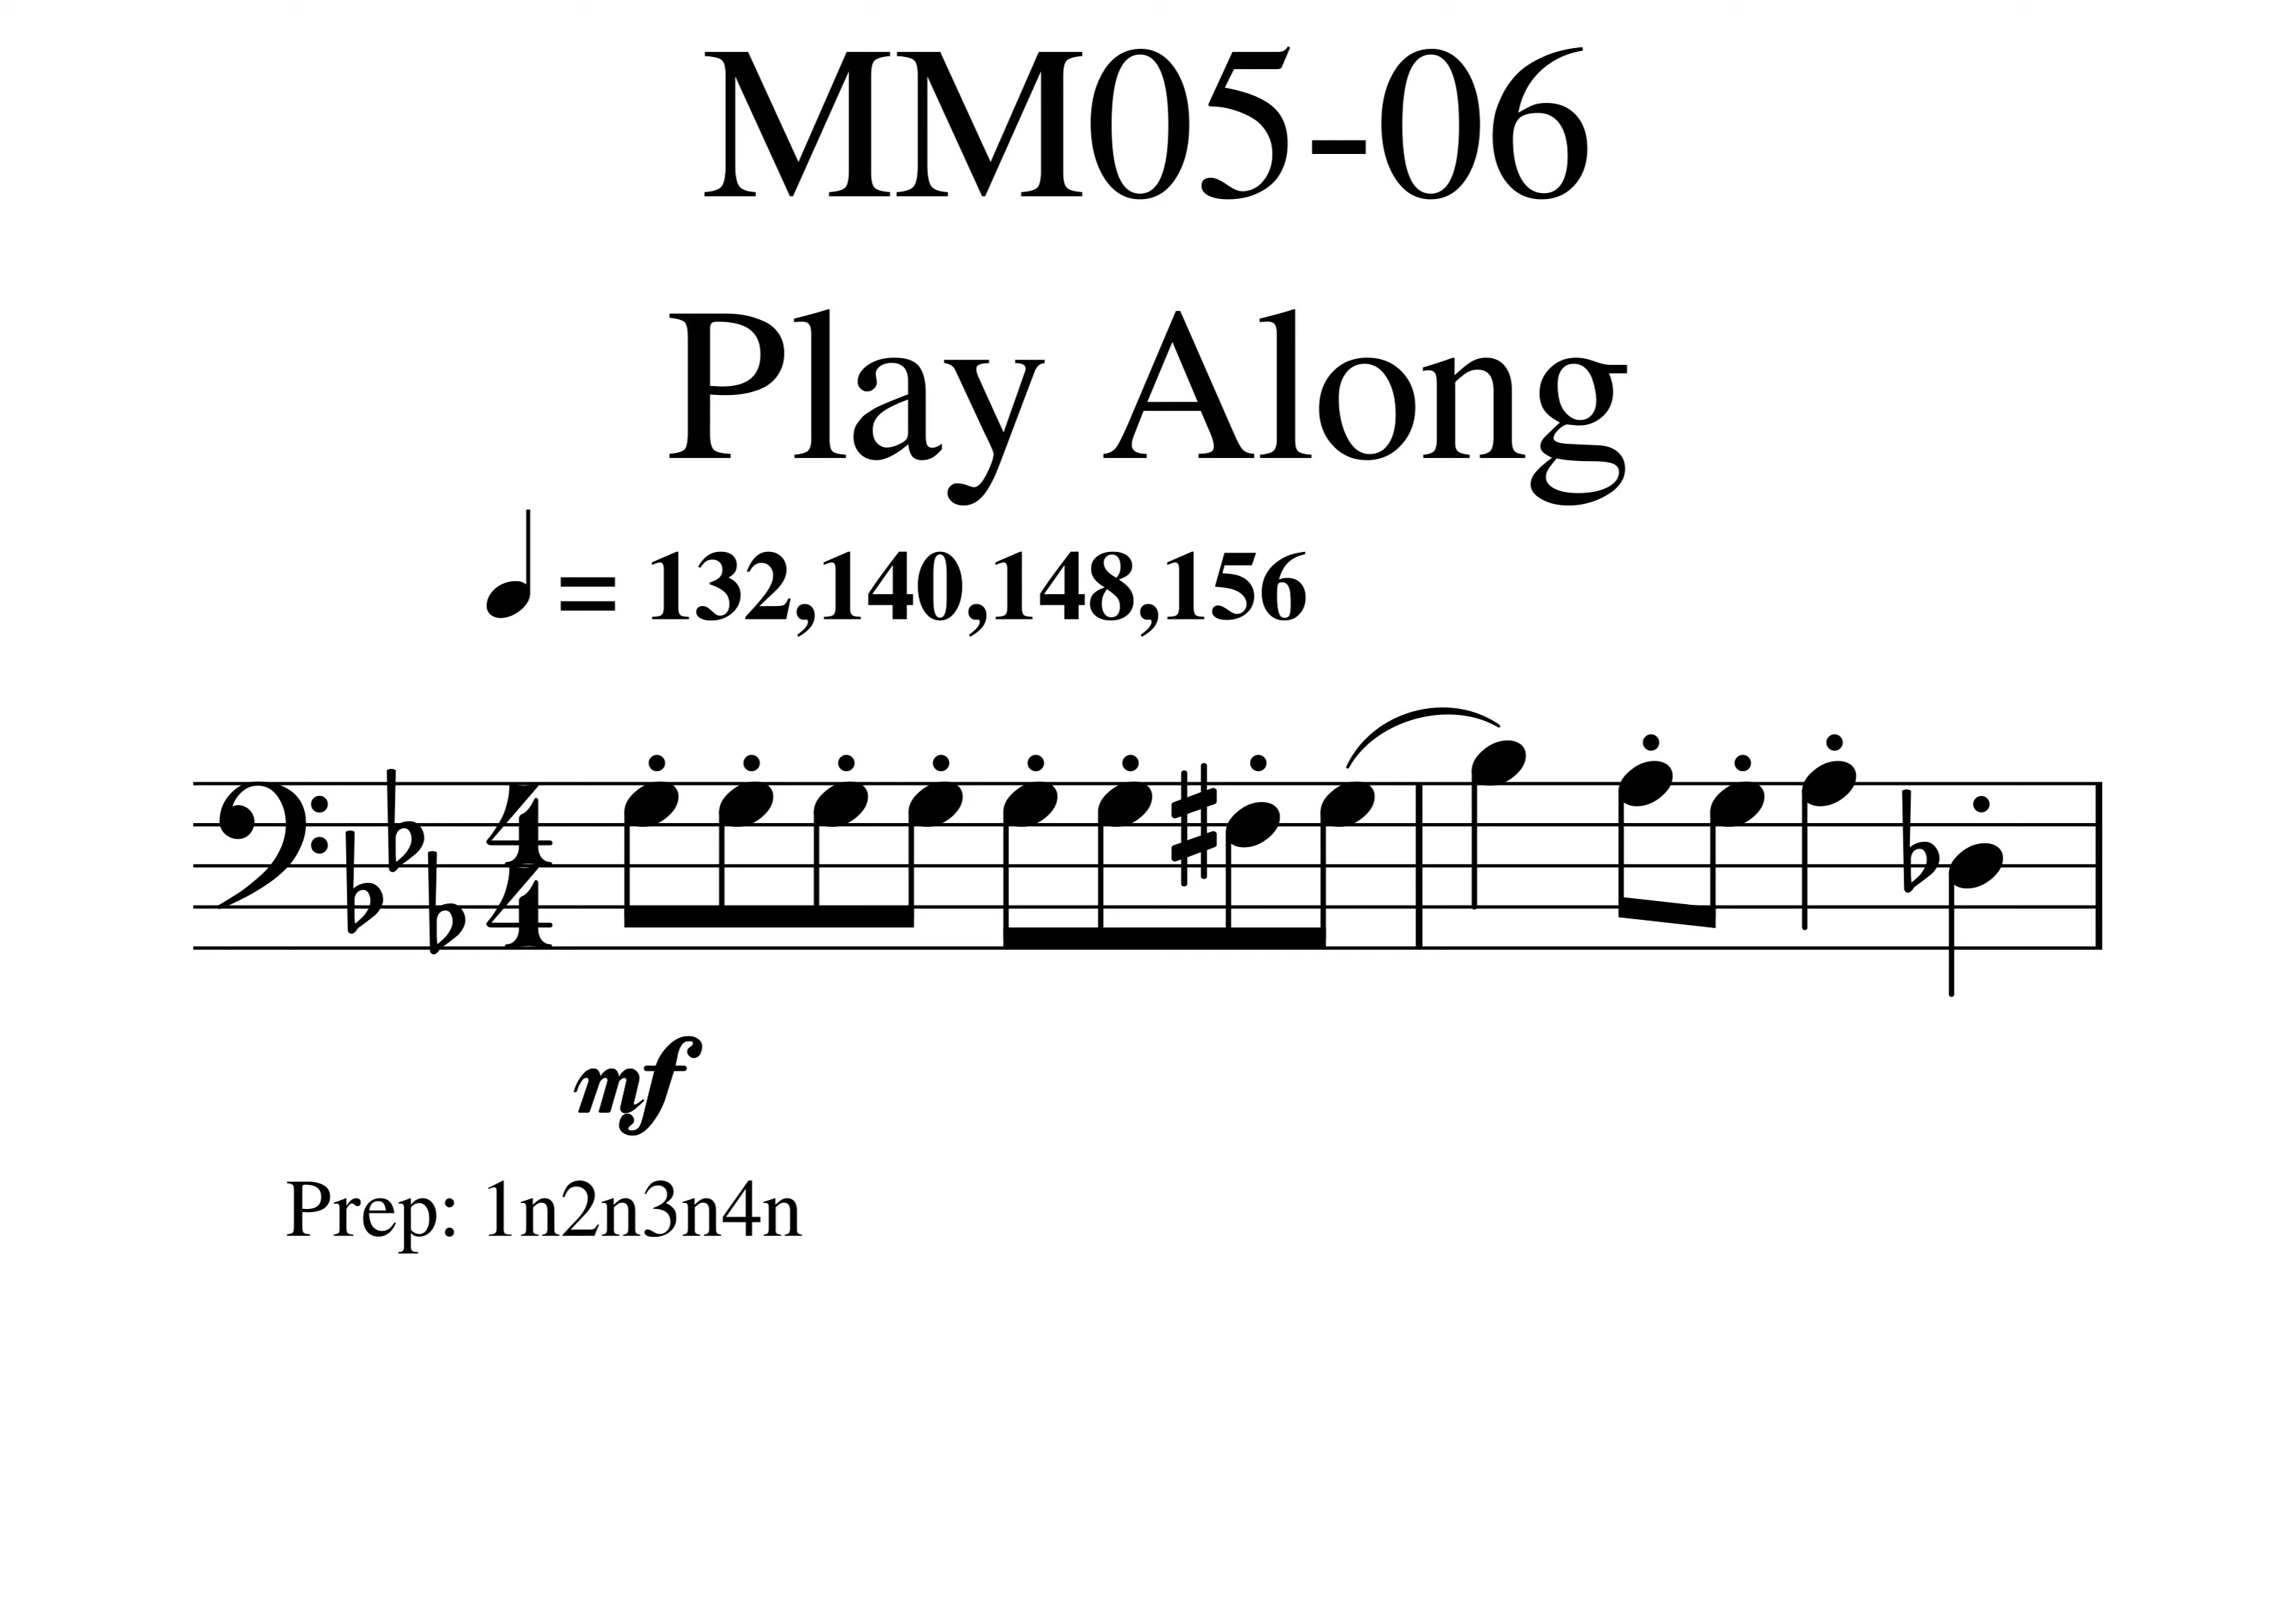 MM05-06
Play Along
= 132,140,148,156
mf
Prep: 1n2n3n4n